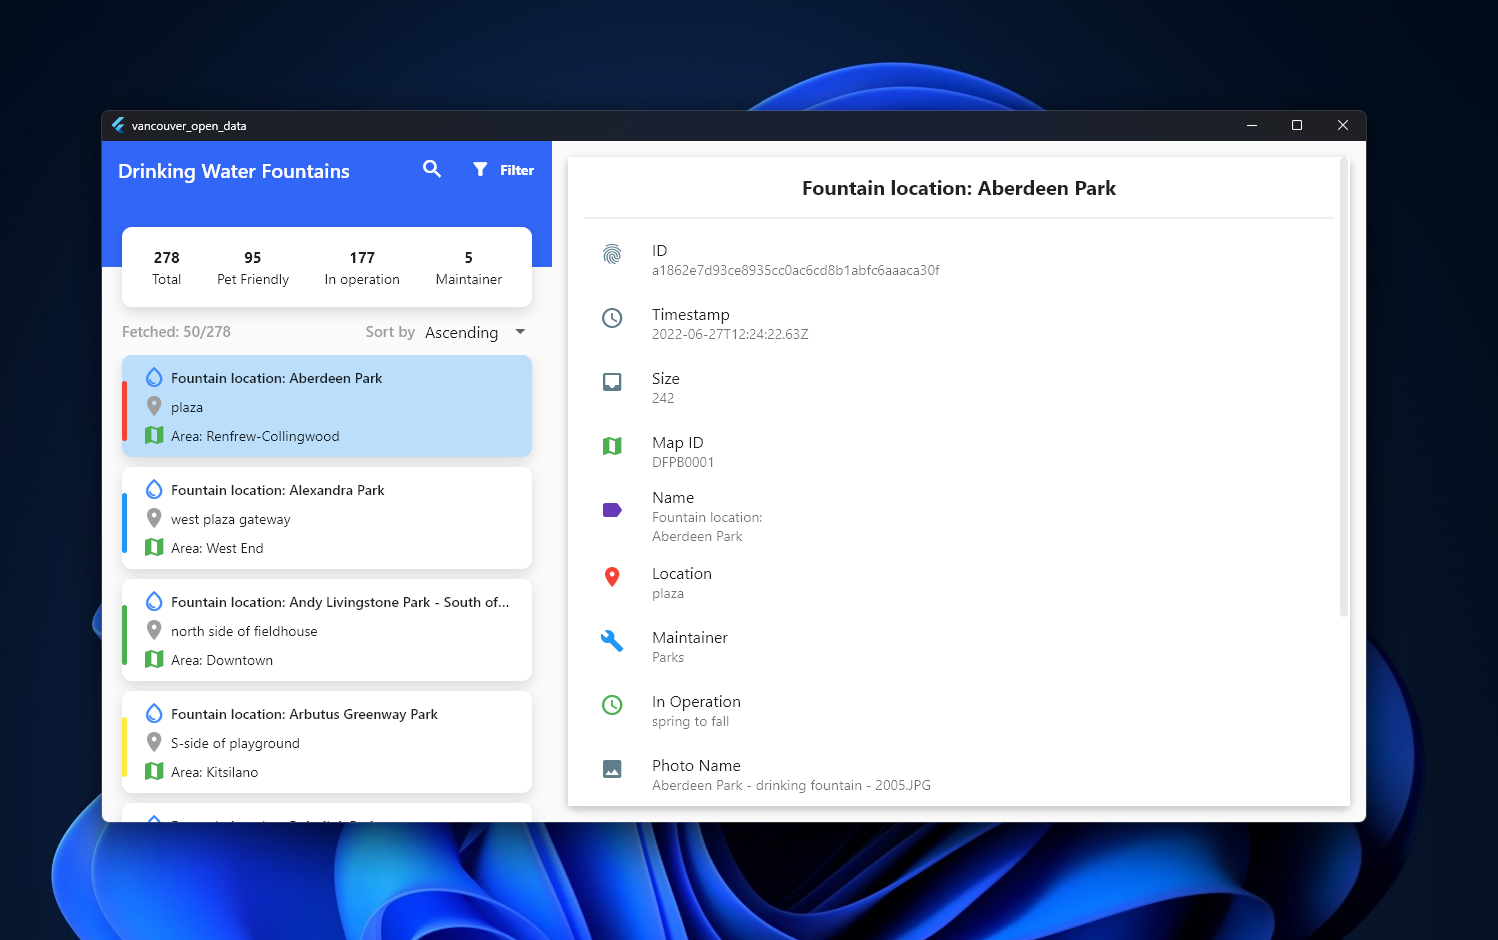 vancouver_open_data
Drinking Water Fountains
Filter
278
Total
95
Pet Friendly
177
In operation
5
Maintainer
Fetched: 50/278
Sort by Ascending
Fountain location: Aberdeen Park
plaza
Area: Renfrew-Collingwood
Fountain location: Alexandra Park
west plaza gateway
Area: West End
Fountain location: Andy Livingstone Park - South of...
north side of fieldhouse
Area: Downtown
Fountain location: Arbutus Greenway Park
S-side of playground
Area: Kitsilano
Fountain location: Aberdeen Park
ID
a1862e7d93ce8935cc0ac6cd8b1abfc6aaaca30f
Timestamp
2022-06-27T12:24:22.63Z
Size
242
Map ID
DFPB0001
Name
Fountain location:
Aberdeen Park
Location
plaza
Maintainer
Parks
In Operation
spring to fall
Photo Name
Aberdeen Park - drinking fountain - 2005.JPG